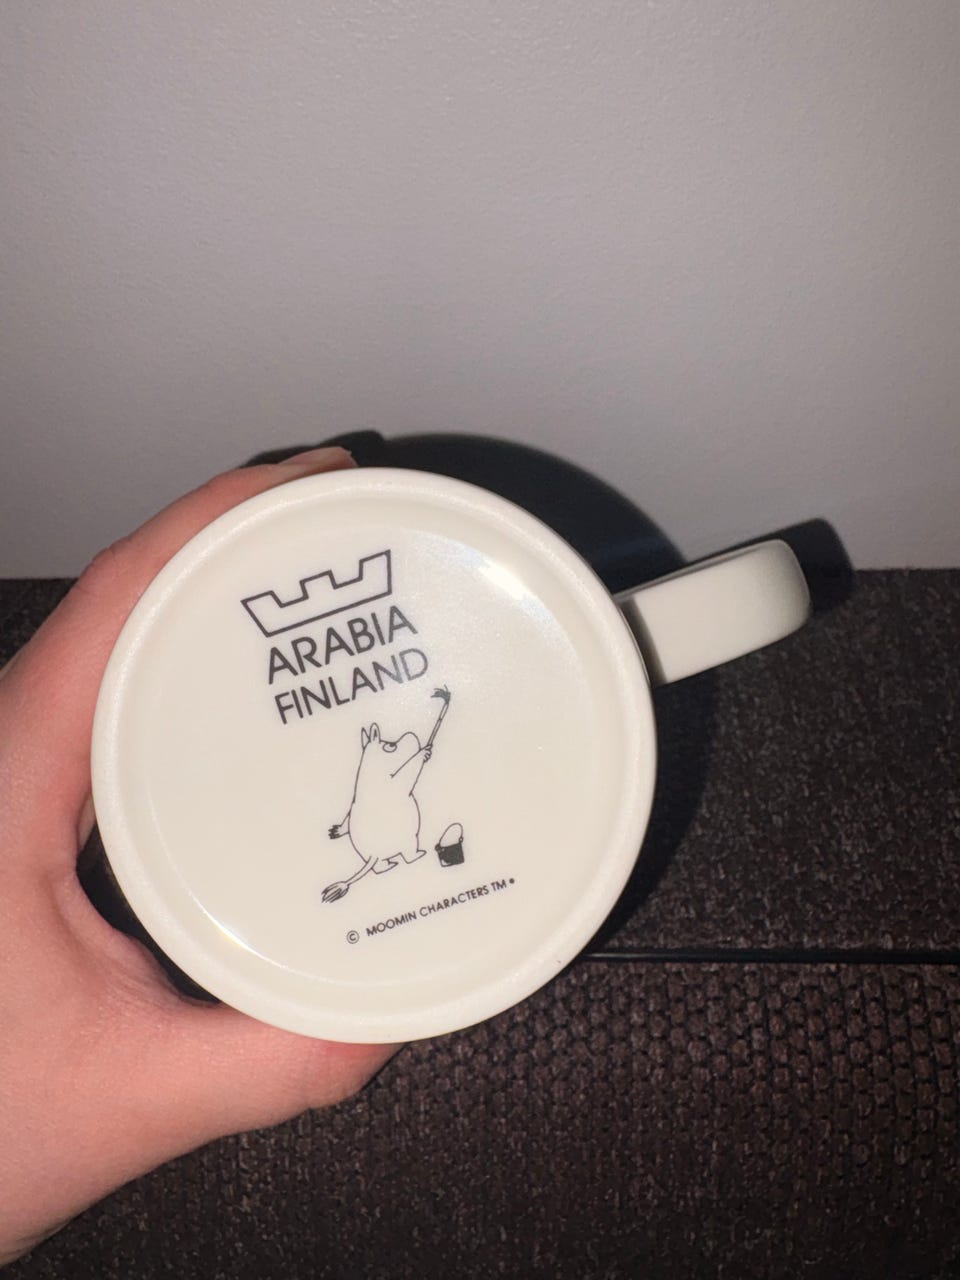 ARABIA
FINLAND
© MOOMIN CHARACTERS TM •